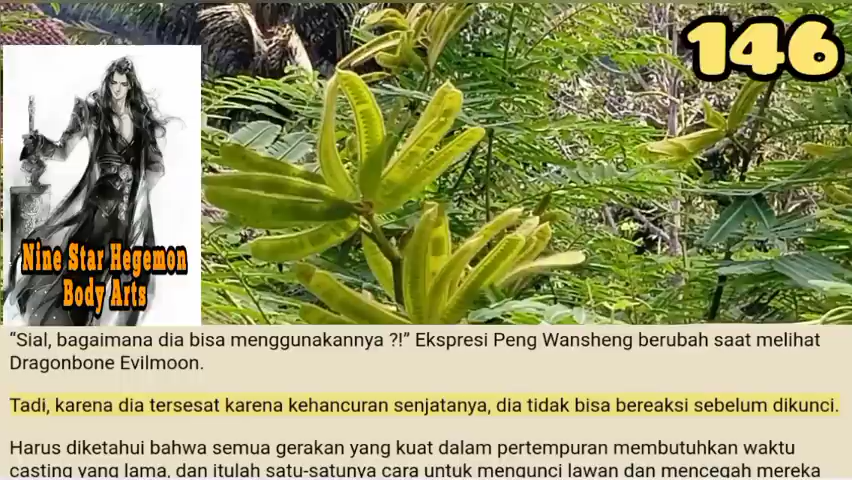 146
Nine Star Hegemon
Body Arts
“Sial, bagaimana dia bisa menggunakannya ?!” Ekspresi Peng Wansheng berubah saat melihat
Dragonbone Evilmoon.
Tadi, karena dia tersesat karena kehancuran senjatanya, dia tidak bisa bereaksi sebelum dikunci.
Harus diketahui bahwa semua gerakan yang kuat dalam pertempuran membutuhkan waktu
casting yang lama, dan itulah satu-satunya cara untuk mengunci lawan dan mencegah mereka